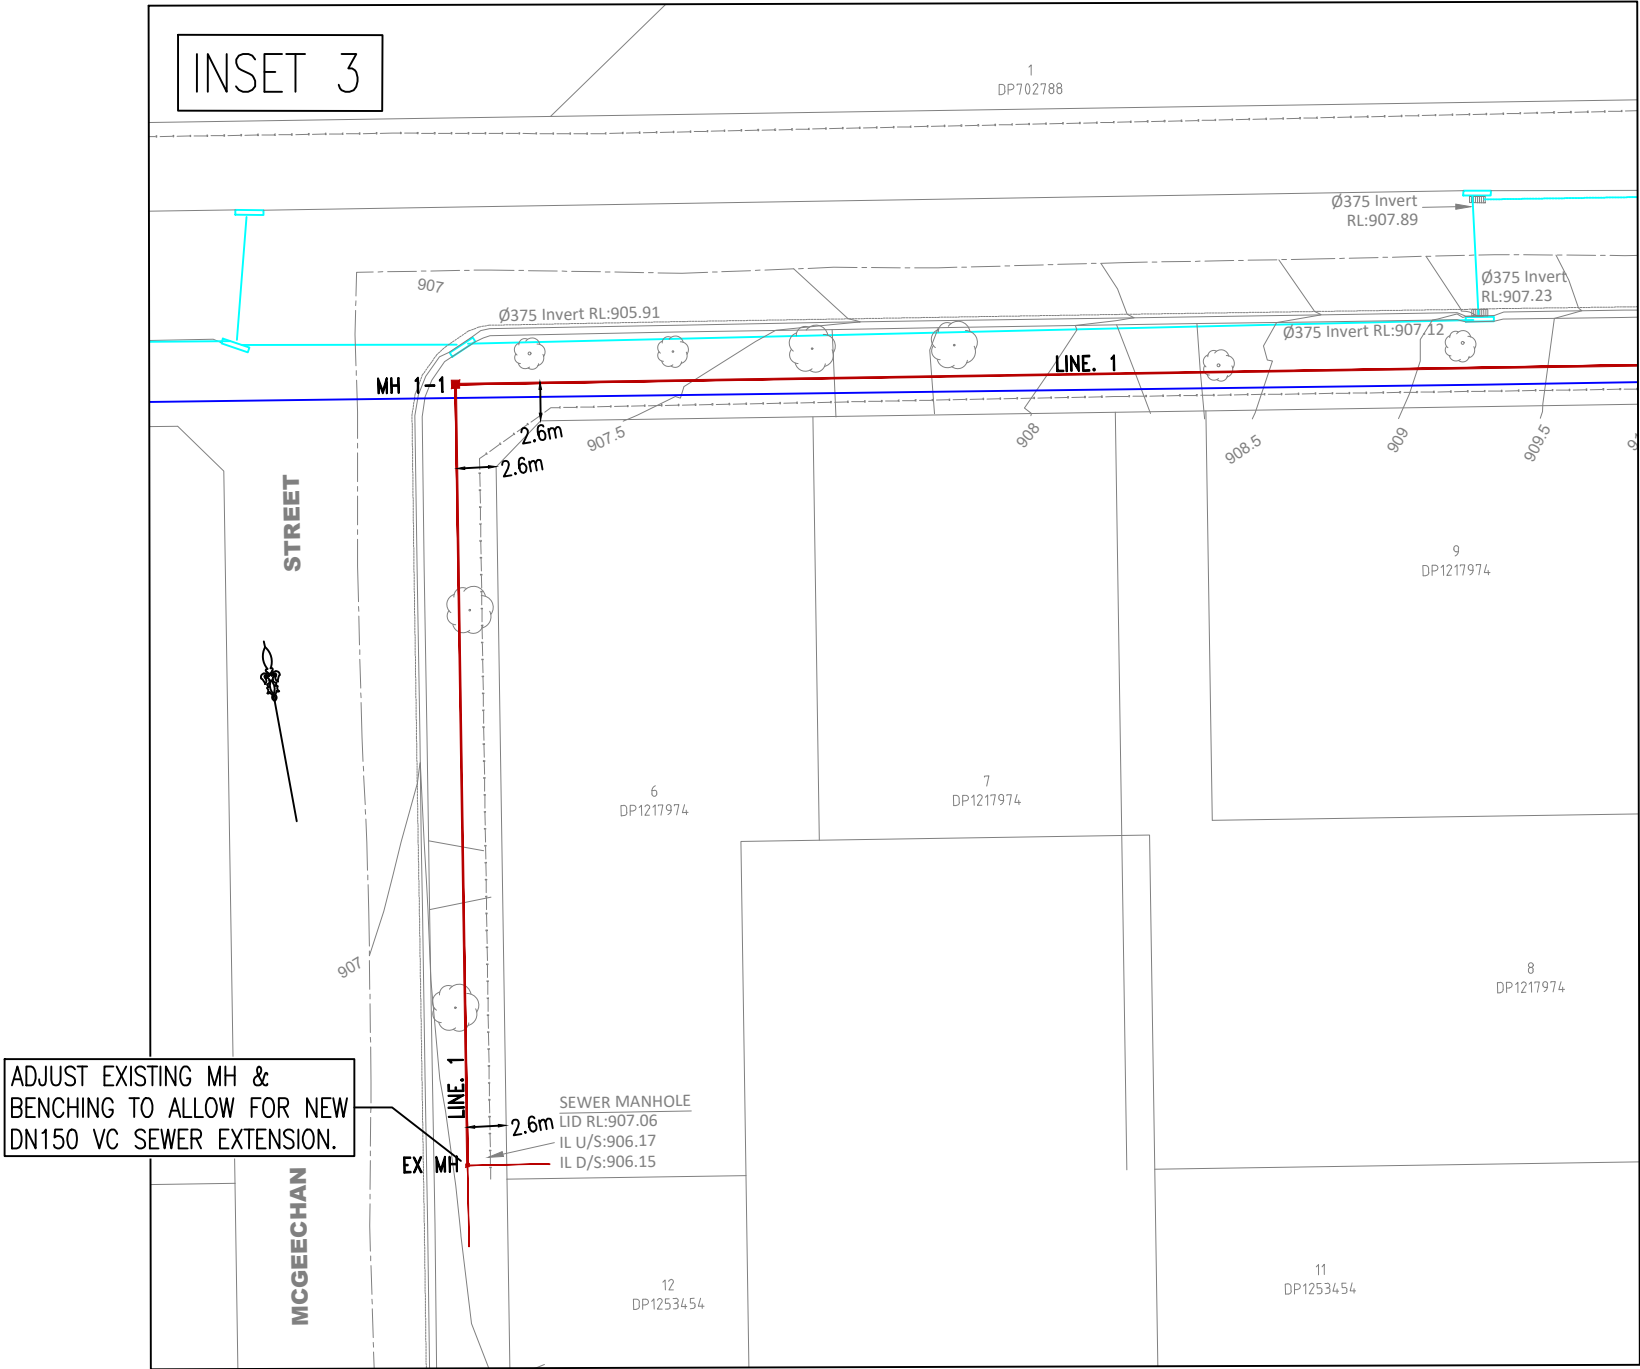 INSET 3
1
DP702788
Ø375 Invert
RL:907.89
907
Ø375 Invert
RL:907.23
Ø375 Invert RL:905.91
Ø375 Invert RL:907.12
LINE. 1
MH 1-1
2.6m
907.5
908
908.5
909
909.5
2.6m
STREET
9
DP1217974
6
DP1217974
7
DP1217974
907
8
DP1217974
ADJUST EXISTING MH &
BENCHING TO ALLOW FOR NEW
DN150 VC SEWER EXTENSION.
LINE. 1
2.6m
SEWER MANHOLE
LID RL:907.06
IL U/S:906.17
IL D/S:906.15
EX MH
MCGEECHAN
12
DP1253454
11
DP1253454